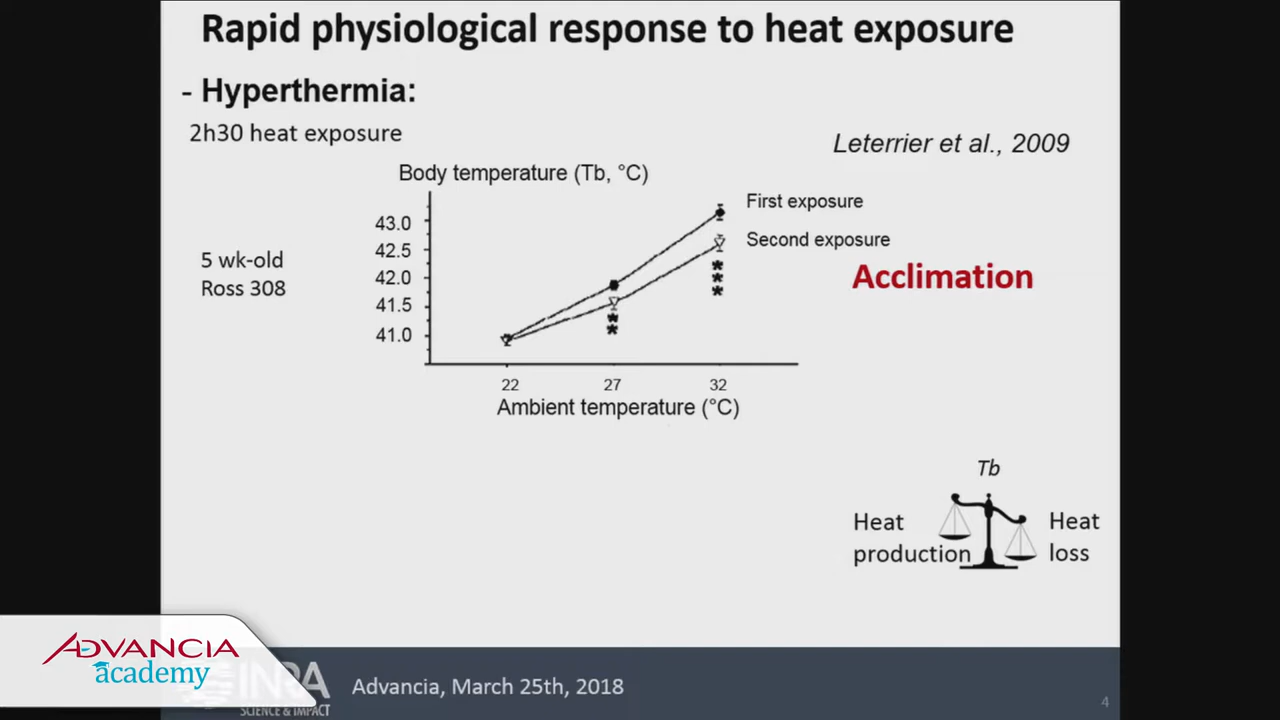 Rapid physiological response to heat exposure
- Hyperthermia:
2h30 heat exposure
Leterrier et al., 2009
Body temperature (Tb, °C)
First exposure
Second exposure
Acclimation
5 wk-old
Ross 308
43.0
42.5
42.0
41.5
41.0
***
**
22 27 32
Ambient temperature (°C)
Tb
Heat production
Heat loss
ADVANCIA
academy
INRA
SCIENCE & IMPACT
Advancia, March 25th, 2018
4